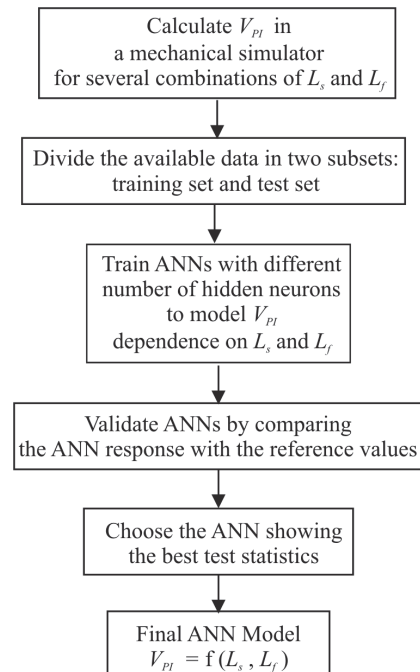 Calculate V_PI in
a mechanical simulator
for several combinations of L_s and L_f
Divide the available data in two subsets:
training set and test set
Train ANNs with different
number of hidden neurons
to model V_PI
dependence on L_s and L_f
Validate ANNs by comparing
the ANN response with the reference values
Choose the ANN showing
the best test statistics
Final ANN Model
V_PI = f (L_s , L_f )